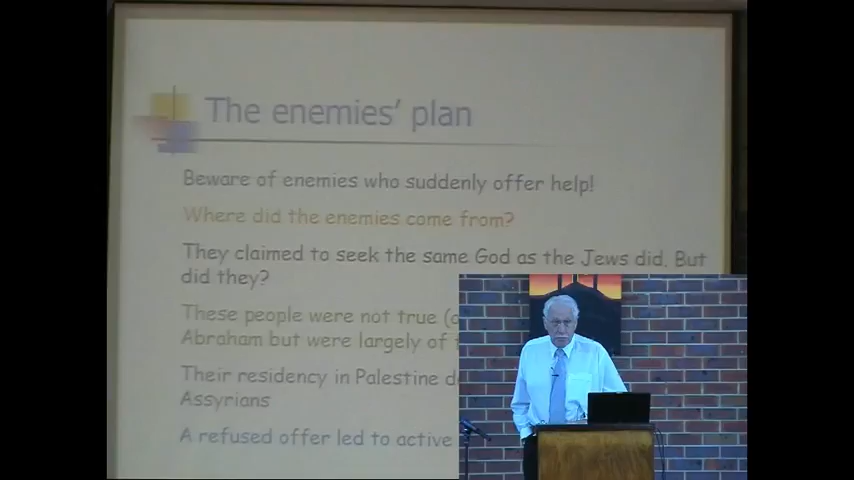 The enemies' plan
Beware of enemies who suddenly offer help!
Where did the enemies come from?
They claimed to seek the same God as the Jews did. But
did they?
These people were not true
Abraham but were largely of
Their residency in Palestine
Assyrians
A refused offer led to active